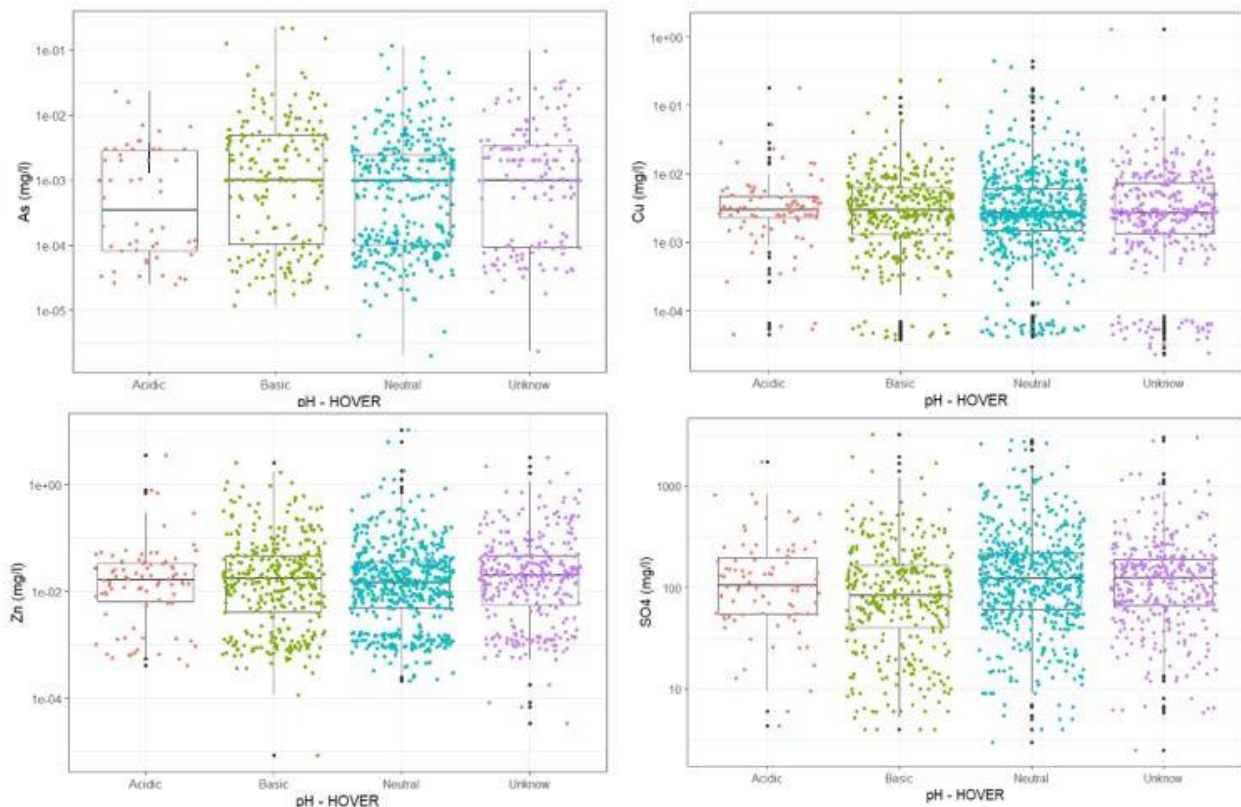 As (mg/l)
1e-01
1e-02
1e-03
1e-04
1e-05
Acidic
Basic
Neutral
Unknow
pH - HOVER
Cu (mg/l)
1e+00
1e-01
1e-02
1e-03
1e-04
Acidic
Basic
Neutral
Unknow
pH - HOVER
Zn (mg/l)
1e+00
1e-02
1e-04
Acidic
Basic
Neutral
Unknow
pH - HOVER
SO4 (mg/l)
1000
100
10
Acidic
Basic
Neutral
Unknow
pH - HOVER